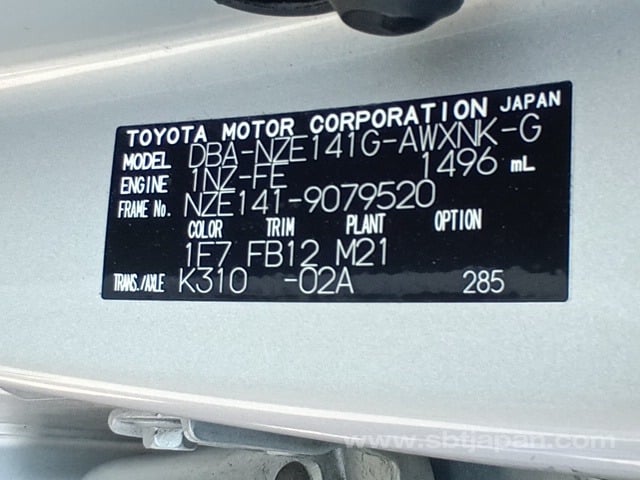 TOYOTA MOTOR CORPORATION JAPAN
MODEL DBA-NZE141G-AWXNK-G
ENGINE 1NZ-FE 1496 mL
FRAME No. NZE141-9079520
COLOR TRIM PLANT OPTION
1E7 FB12 M21
TRANS./AXLE K310 -02A 285
www.sbtjapan.com